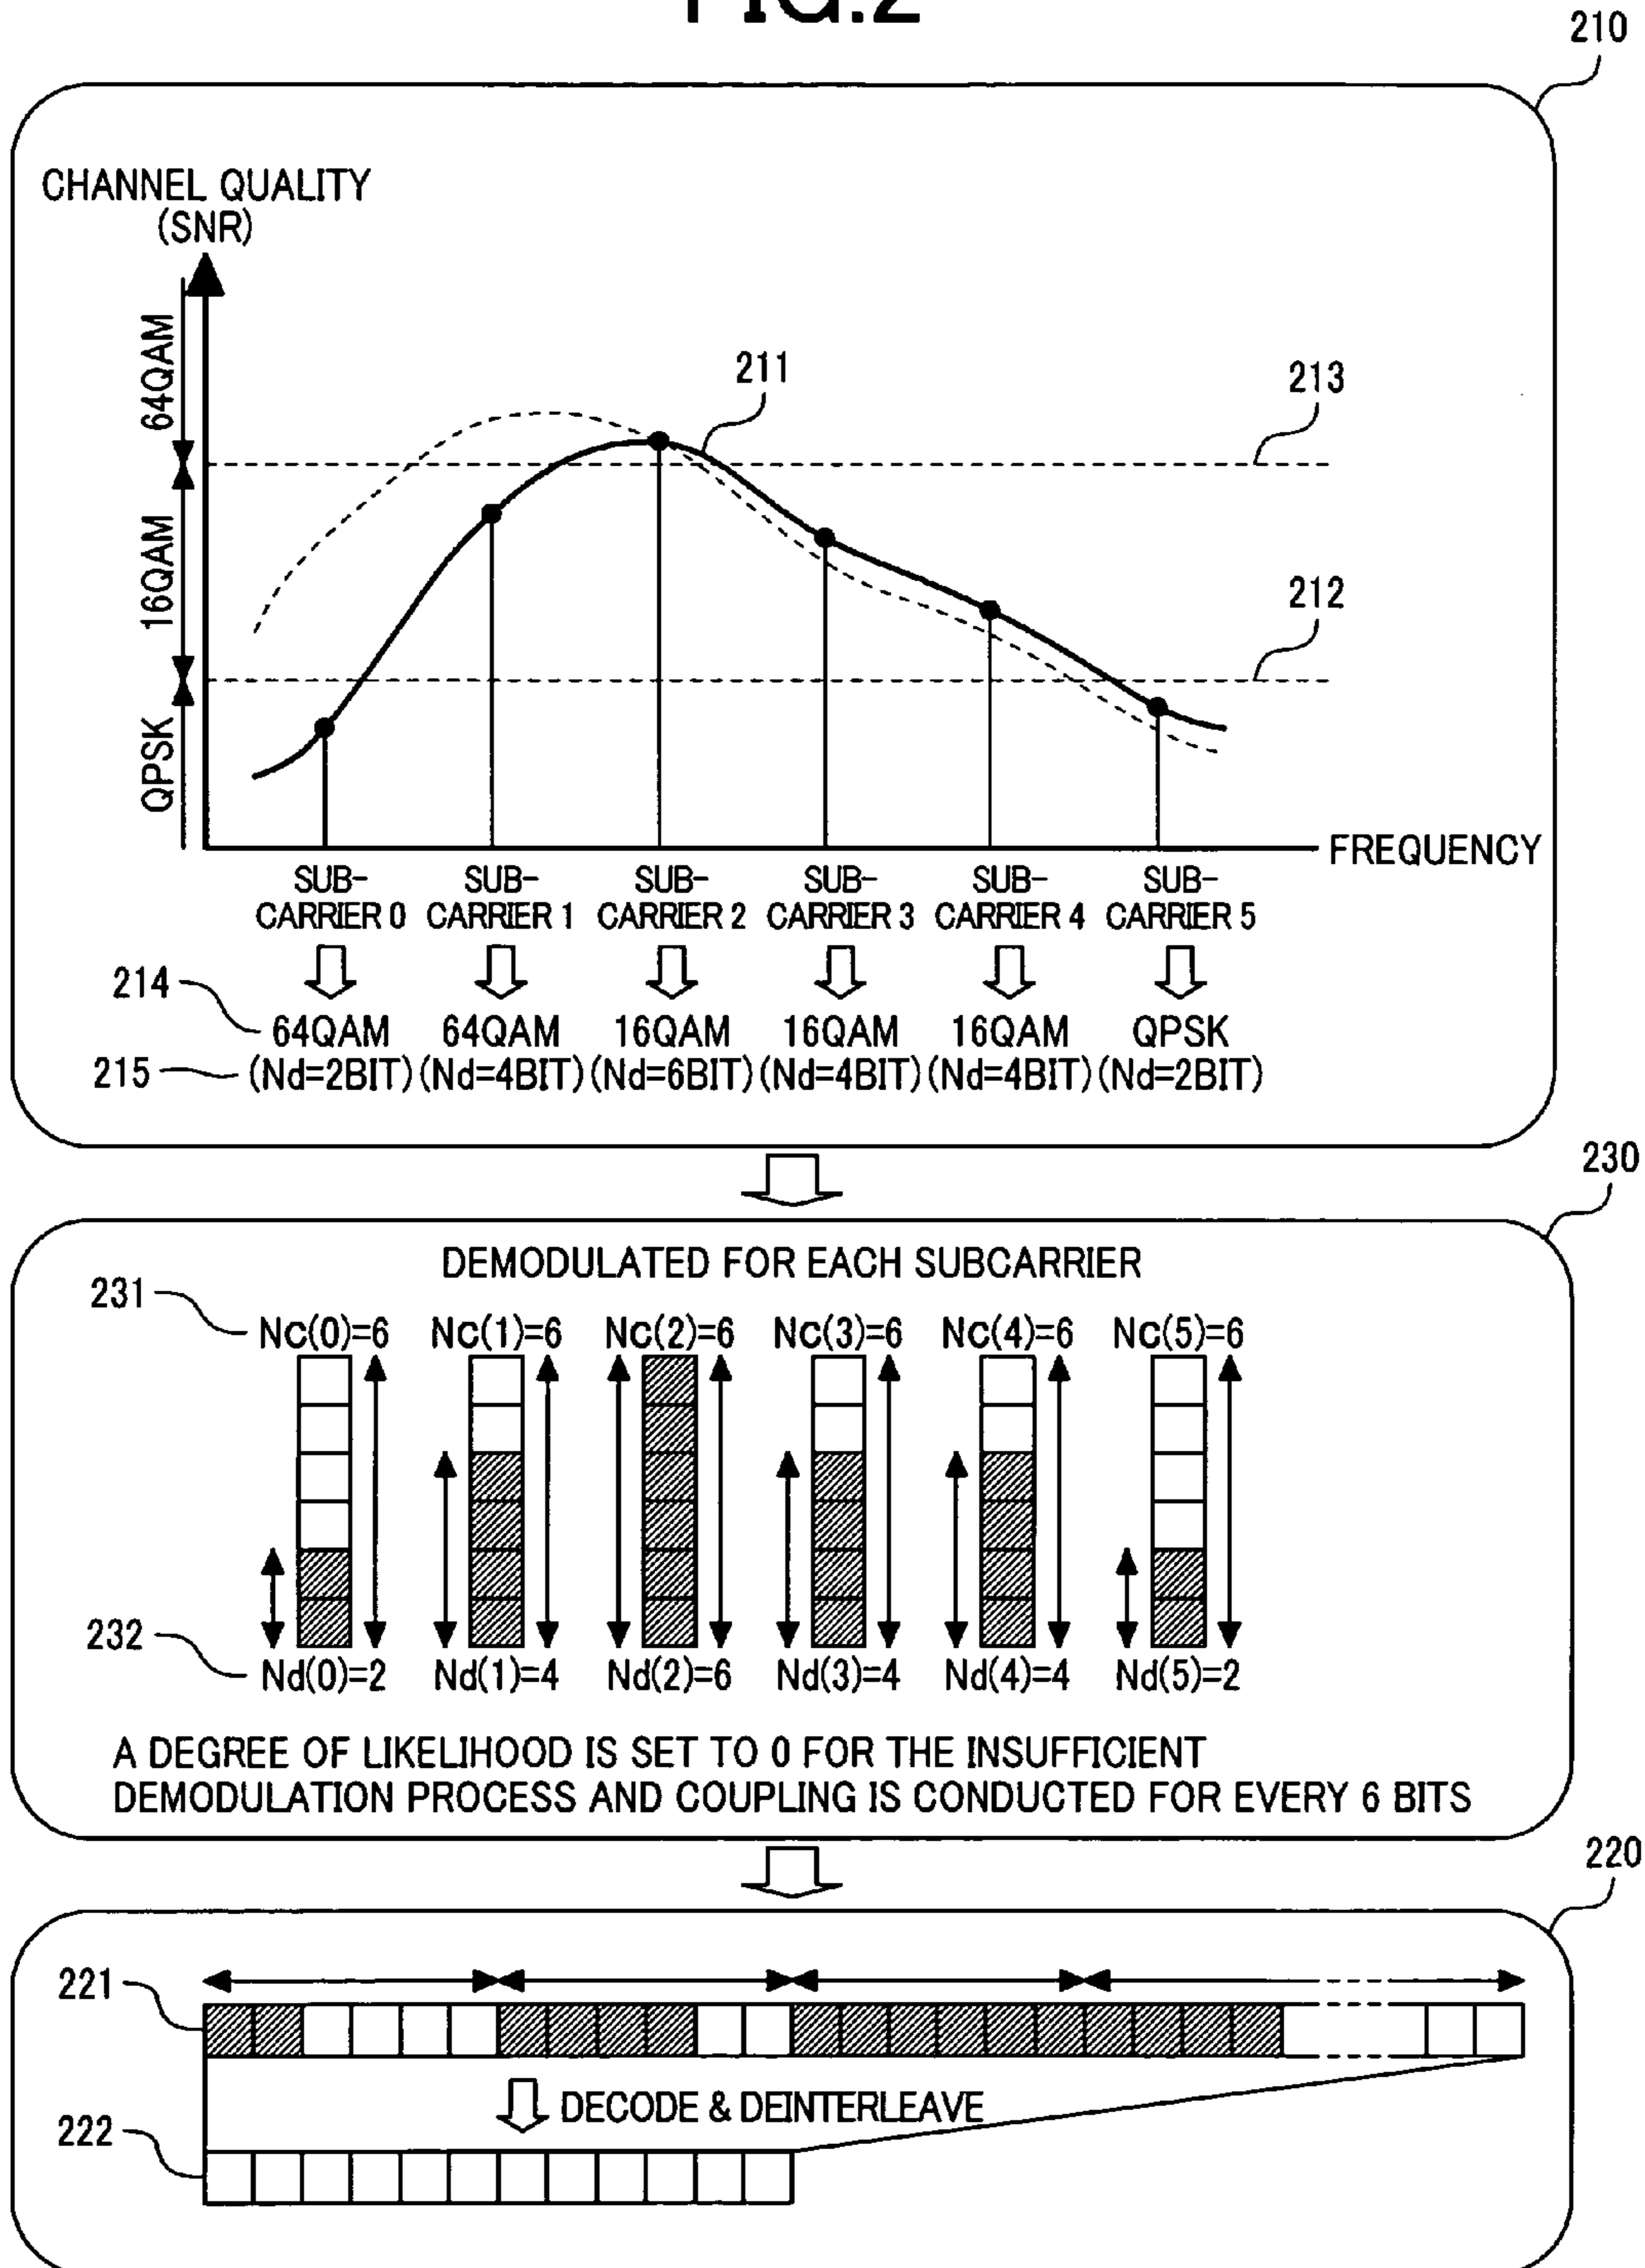 FIG.2
210
CHANNEL QUALITY
(SNR)
64QAM
16QAM
QPSK
211
213
212
FREQUENCY
SUB-CARRIER 0
SUB-CARRIER 1
SUB-CARRIER 2
SUB-CARRIER 3
SUB-CARRIER 4
SUB-CARRIER 5
214
64QAM 64QAM 16QAM 16QAM 16QAM QPSK
215
(Nd=2BIT) (Nd=4BIT) (Nd=6BIT) (Nd=4BIT) (Nd=4BIT) (Nd=2BIT)
230
DEMODULATED FOR EACH SUBCARRIER
231
Nc(0)=6 Nc(1)=6 Nc(2)=6 Nc(3)=6 Nc(4)=6 Nc(5)=6
232
Nd(0)=2 Nd(1)=4 Nd(2)=6 Nd(3)=4 Nd(4)=4 Nd(5)=2
A DEGREE OF LIKELIHOOD IS SET TO 0 FOR THE INSUFFICIENT
DEMODULATION PROCESS AND COUPLING IS CONDUCTED FOR EVERY 6 BITS
220
221
DECODE & DEINTERLEAVE
222